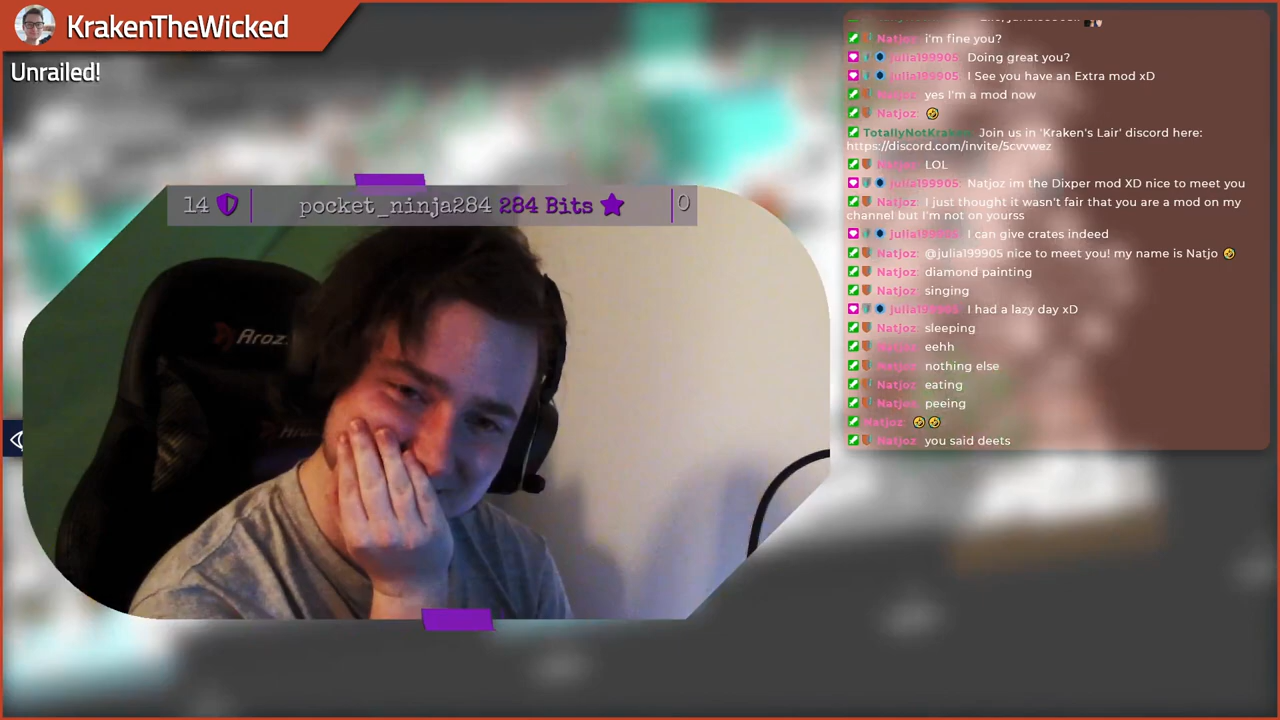 KrakenTheWicked
Unrailed!
14
pocket_ninja284 284 Bits
0
Aroz
Natjoz: i'm fine you?
julia199905: Doing great you?
julia199905: I See you have an Extra mod xD
Natjoz: yes I'm a mod now
Natjoz: 🤣
TotallyNotKraken: Join us in 'Kraken's Lair' discord here:
https://discord.com/invite/5cvvwez
Natjoz: LOL
julia199905: Natjoz im the Dixper mod XD nice to meet you
Natjoz: I just thought it wasn't fair that you are a mod on my
channel but I'm not on yourss
julia199905: I can give crates indeed
Natjoz: @julia199905 nice to meet you! my name is Natjo 🤣
Natjoz: diamond painting
Natjoz: singing
julia199905: I had a lazy day xD
Natjoz: sleeping
Natjoz: eehh
Natjoz: nothing else
Natjoz: eating
Natjoz: peeing
Natjoz: 🤣🤣
Natjoz: you said deets